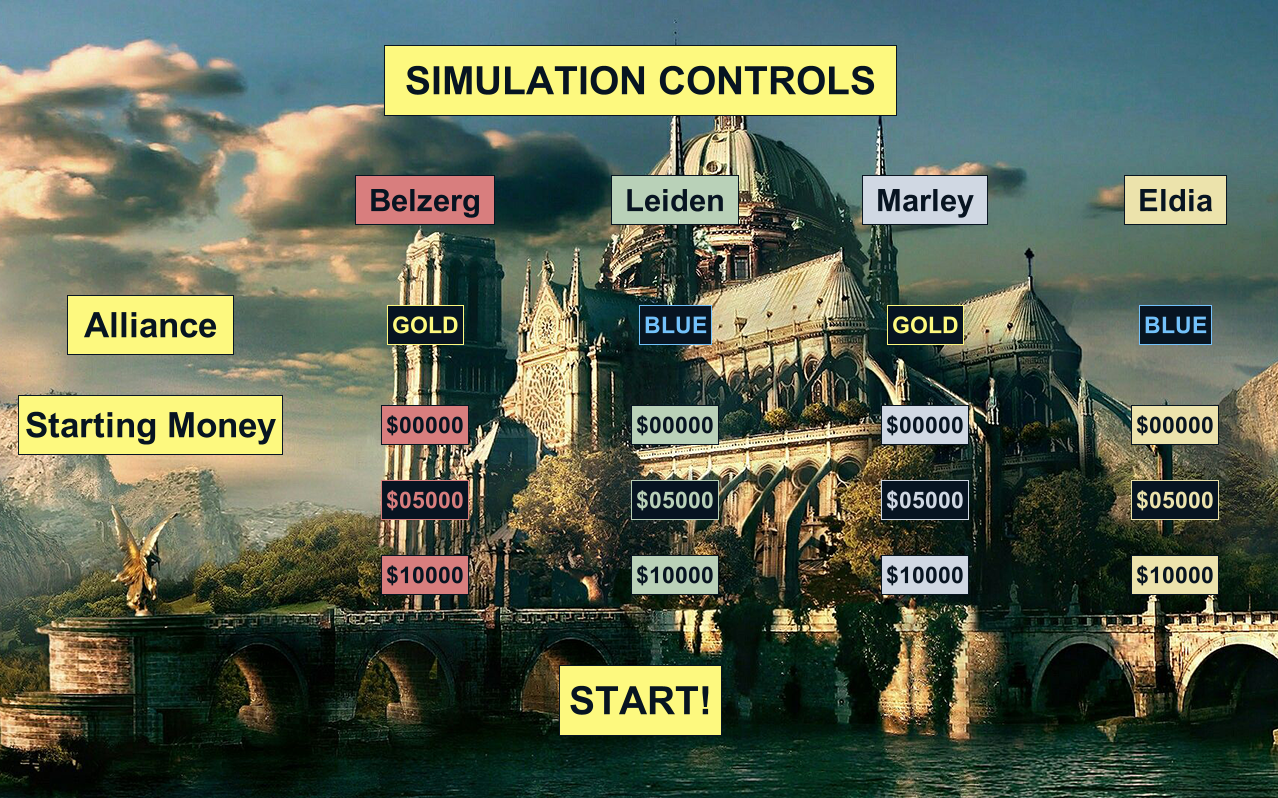 SIMULATION CONTROLS
Belzerg Leiden Marley Eldia
Alliance GOLD BLUE GOLD BLUE
Starting Money $00000 $00000 $00000 $00000
$05000 $05000 $05000 $05000
$10000 $10000 $10000 $10000
START!